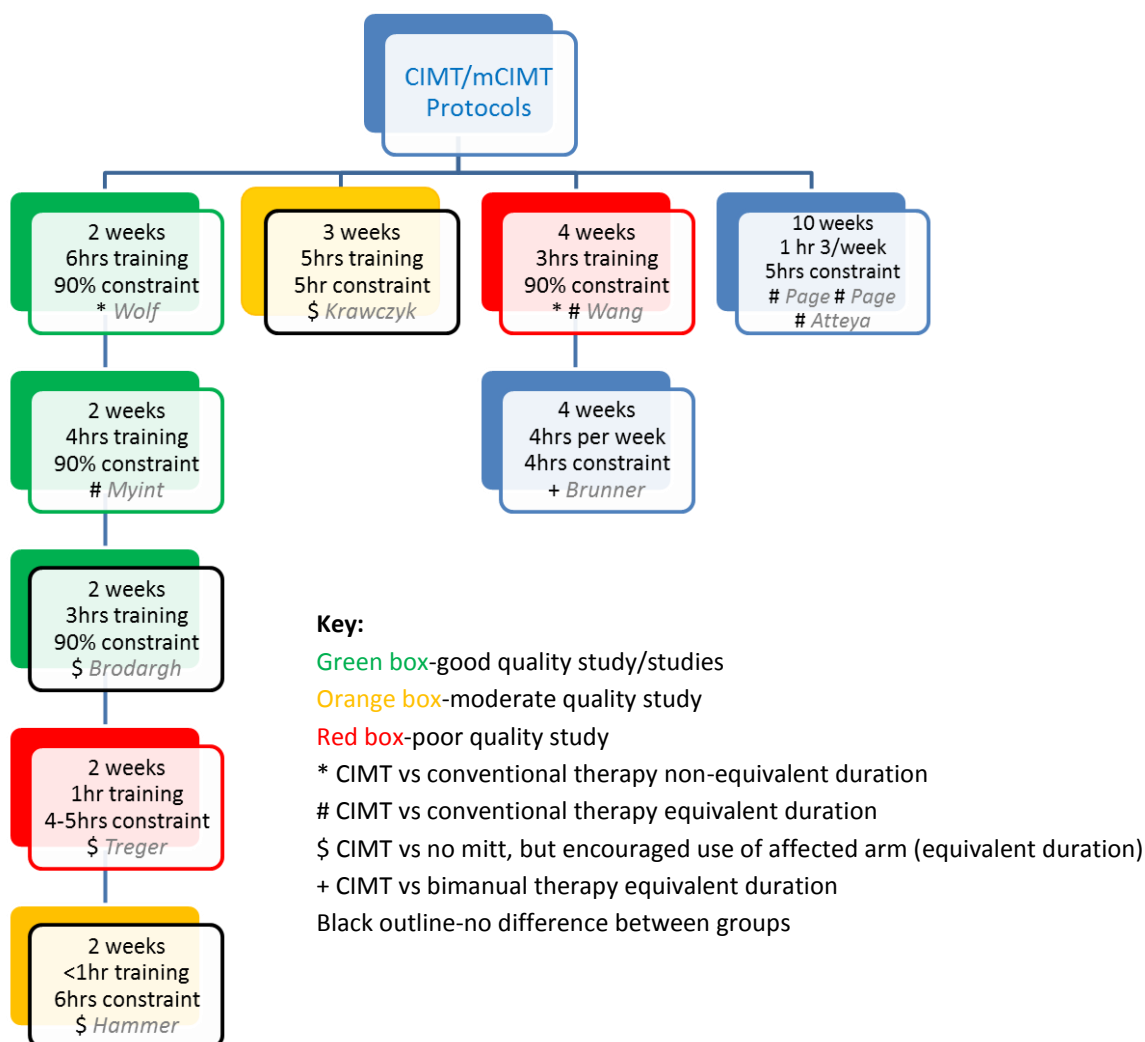 CIMT/mCIMT
Protocols
2 weeks
6hrs training
90% constraint
* Wolf
3 weeks
5hrs training
5hr constraint
$ Krawczyk
4 weeks
3hrs training
90% constraint
* # Wang
10 weeks
1 hr 3/week
5hrs constraint
# Page # Page
# Atteya
2 weeks
4hrs training
90% constraint
# Myint
4 weeks
4hrs per week
4hrs constraint
+ Brunner
2 weeks
3hrs training
90% constraint
$ Brodargh
2 weeks
1hr training
4-5hrs constraint
$ Treger
2 weeks
<1hr training
6hrs constraint
$ Hammer
Key:
Green box-good quality study/studies
Orange box-moderate quality study
Red box-poor quality study
* CIMT vs conventional therapy non-equivalent duration
# CIMT vs conventional therapy equivalent duration
$ CIMT vs no mitt, but encouraged use of affected arm (equivalent duration)
+ CIMT vs bimanual therapy equivalent duration
Black outline-no difference between groups